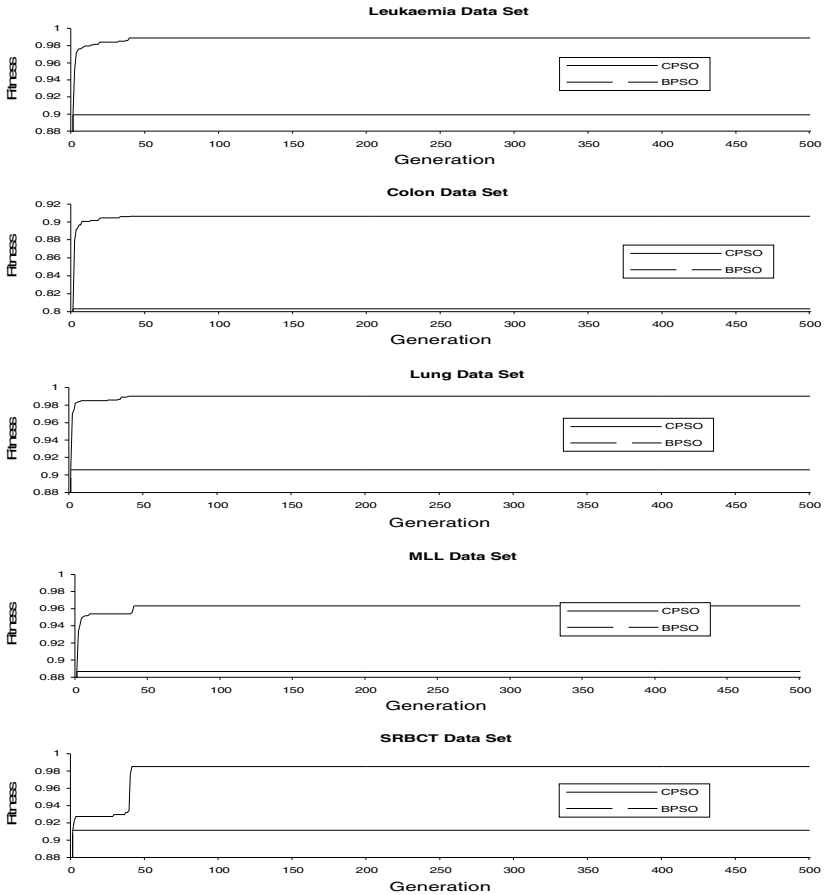 Leukaemia Data Set
1
0.98
0.96
0.94
0.92
0.9
0.88
Fitness
CPSO
BPSO
0 50 100 150 200 250 300 350 400 450 500
Generation
Colon Data Set
0.92
0.9
0.88
0.86
0.84
0.82
0.8
Fitness
CPSO
BPSO
0 50 100 150 200 250 300 350 400 450 500
Generation
Lung Data Set
1
0.98
0.96
0.94
0.92
0.9
0.88
Fitness
CPSO
BPSO
0 50 100 150 200 250 300 350 400 450 500
Generation
MLL Data Set
1
0.98
0.96
0.94
0.92
0.9
0.88
Fitness
CPSO
BPSO
0 50 100 150 200 250 300 350 400 450 500
Generation
SRBCT Data Set
1
0.98
0.96
0.94
0.92
0.9
0.88
Fitness
CPSO
BPSO
0 50 100 150 200 250 300 350 400 450 500
Generation